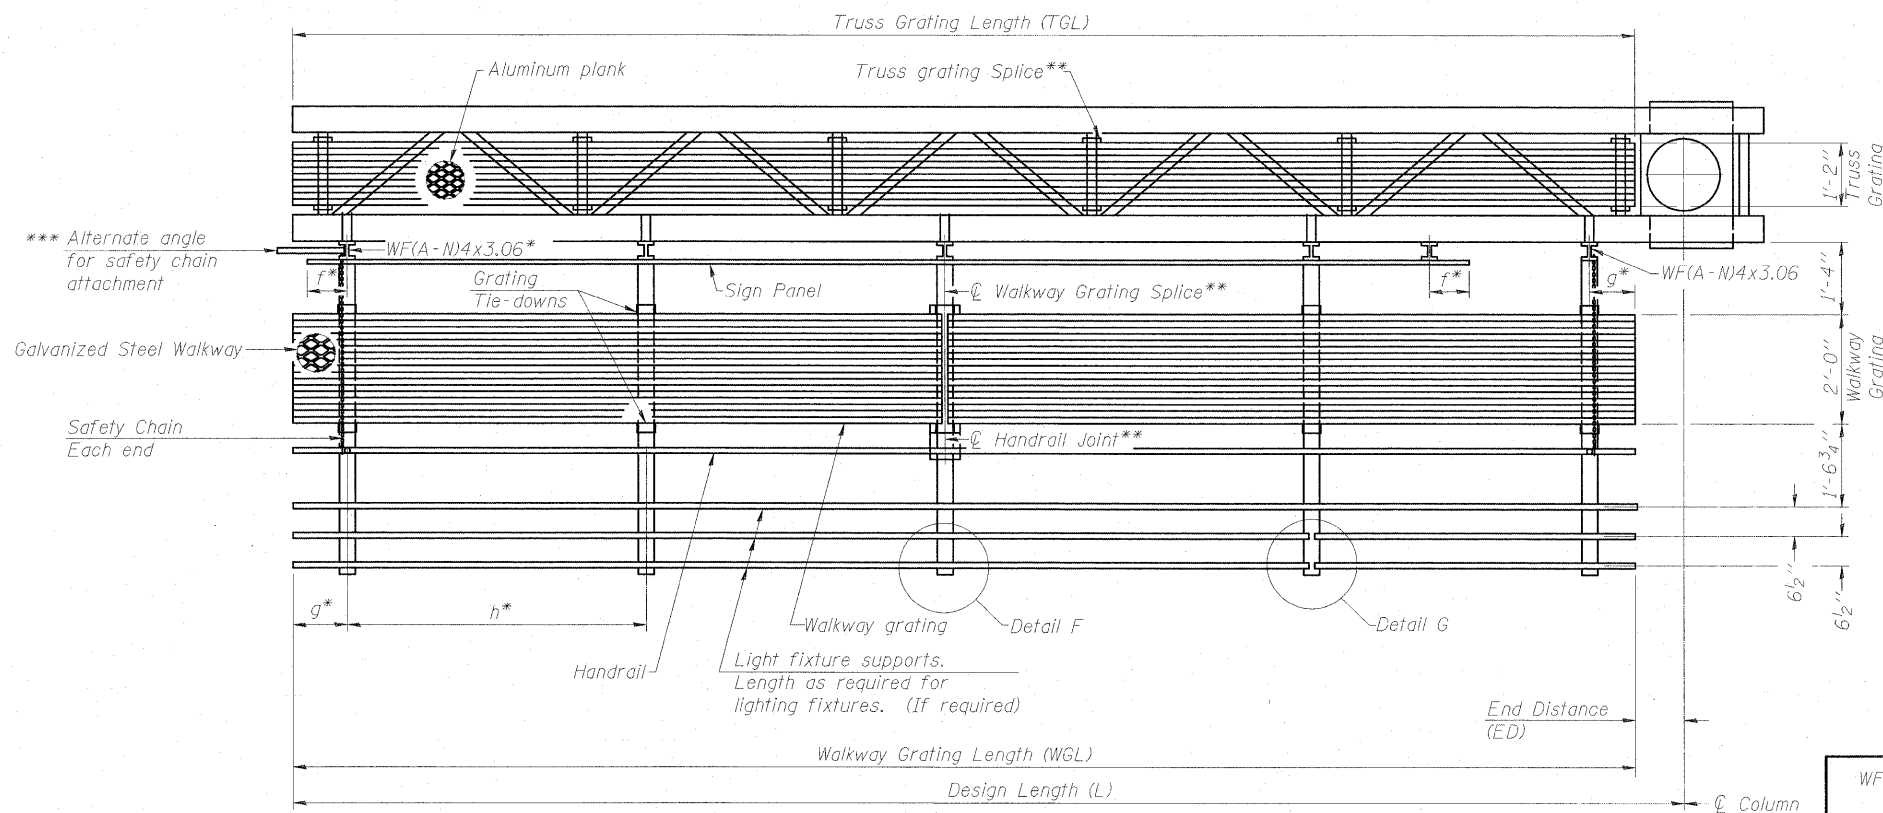 Truss Grating Length (TGL)
Aluminum plank
Truss grating Splice**
1'-2"
Truss
Grating
*** Alternate angle
for safety chain
attachment
WF(A-N)4x3.06*
f*
Grating
Tie-downs
Sign Panel
℄ Walkway Grating Splice**
f*
WF(A-N)4x3.06
g*
1'-4"
Galvanized Steel Walkway
2'-0"
Walkway
Grating
Safety Chain
Each end
℄ Handrail Joint**
1'-6¾"
6½"
6½"
g*
h*
Walkway grating
Detail F
Detail G
Handrail
Light fixture supports.
Length as required for
lighting fixtures. (If required)
End Distance
(ED)
Walkway Grating Length (WGL)
Design Length (L)
℄ Column
WF